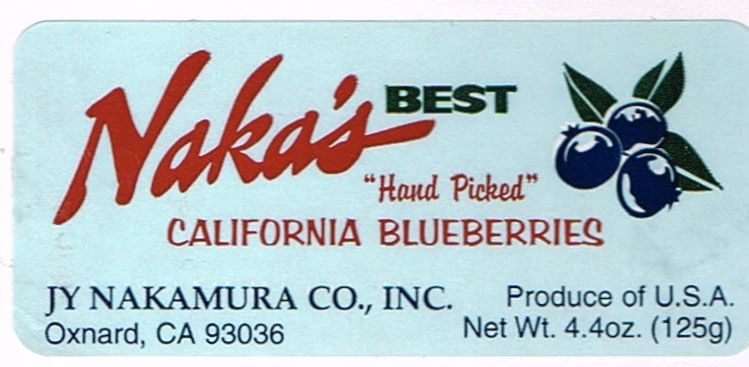 Naka's BEST
"Hand Picked"
CALIFORNIA BLUEBERRIES
JY NAKAMURA CO., INC.
Oxnard, CA 93036
Produce of U.S.A.
Net Wt. 4.4oz. (125g)